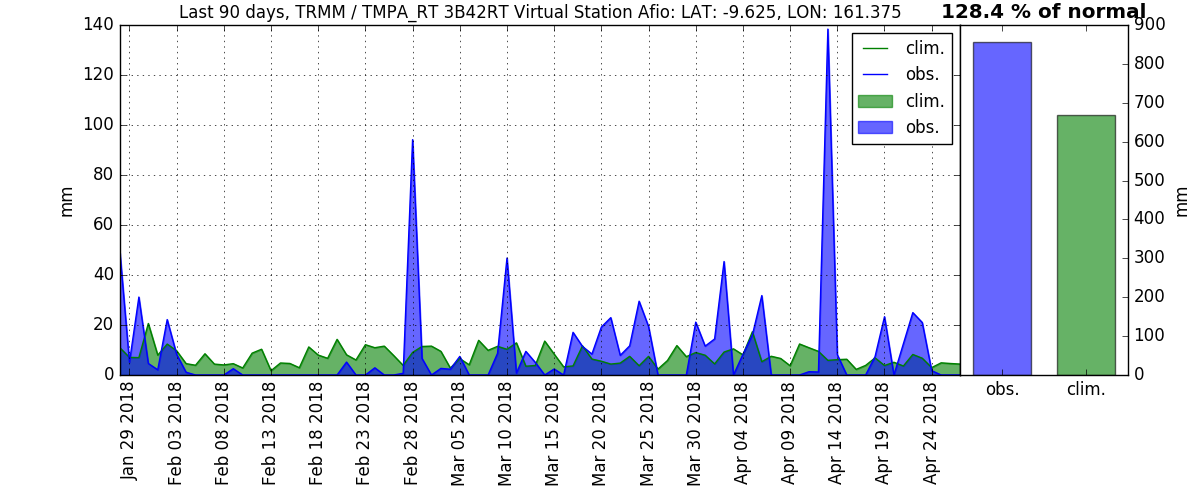 Last 90 days, TRMM / TMPA_RT 3B42RT Virtual Station Afio: LAT: -9.625, LON: 161.375
128.4 % of normal
140
120
100
80
60
40
20
0
mm
clim.
obs.
clim.
obs.
900
800
700
600
500
400
300
200
100
0
mm
Jan 29 2018
Feb 03 2018
Feb 08 2018
Feb 13 2018
Feb 18 2018
Feb 23 2018
Feb 28 2018
Mar 05 2018
Mar 10 2018
Mar 15 2018
Mar 20 2018
Mar 25 2018
Mar 30 2018
Apr 04 2018
Apr 09 2018
Apr 14 2018
Apr 19 2018
Apr 24 2018
obs.
clim.